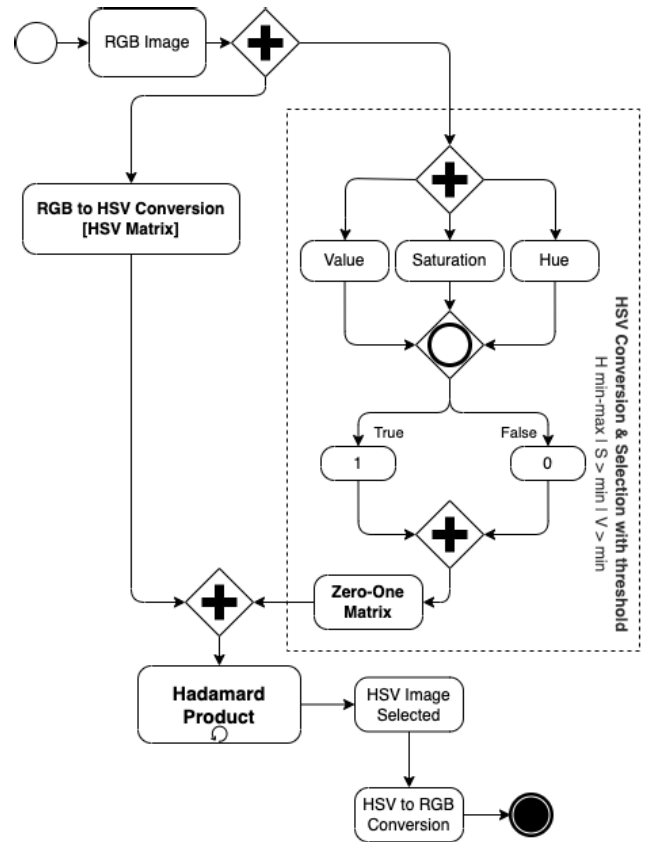 RGB Image
RGB to HSV Conversion
[HSV Matrix]
Value
Saturation
Hue
True
False
1
0
Zero-One
Matrix
HSV Conversion & Selection with threshold
H min-max | S > min | V > min
Hadamard
Product
HSV Image
Selected
HSV to RGB
Conversion